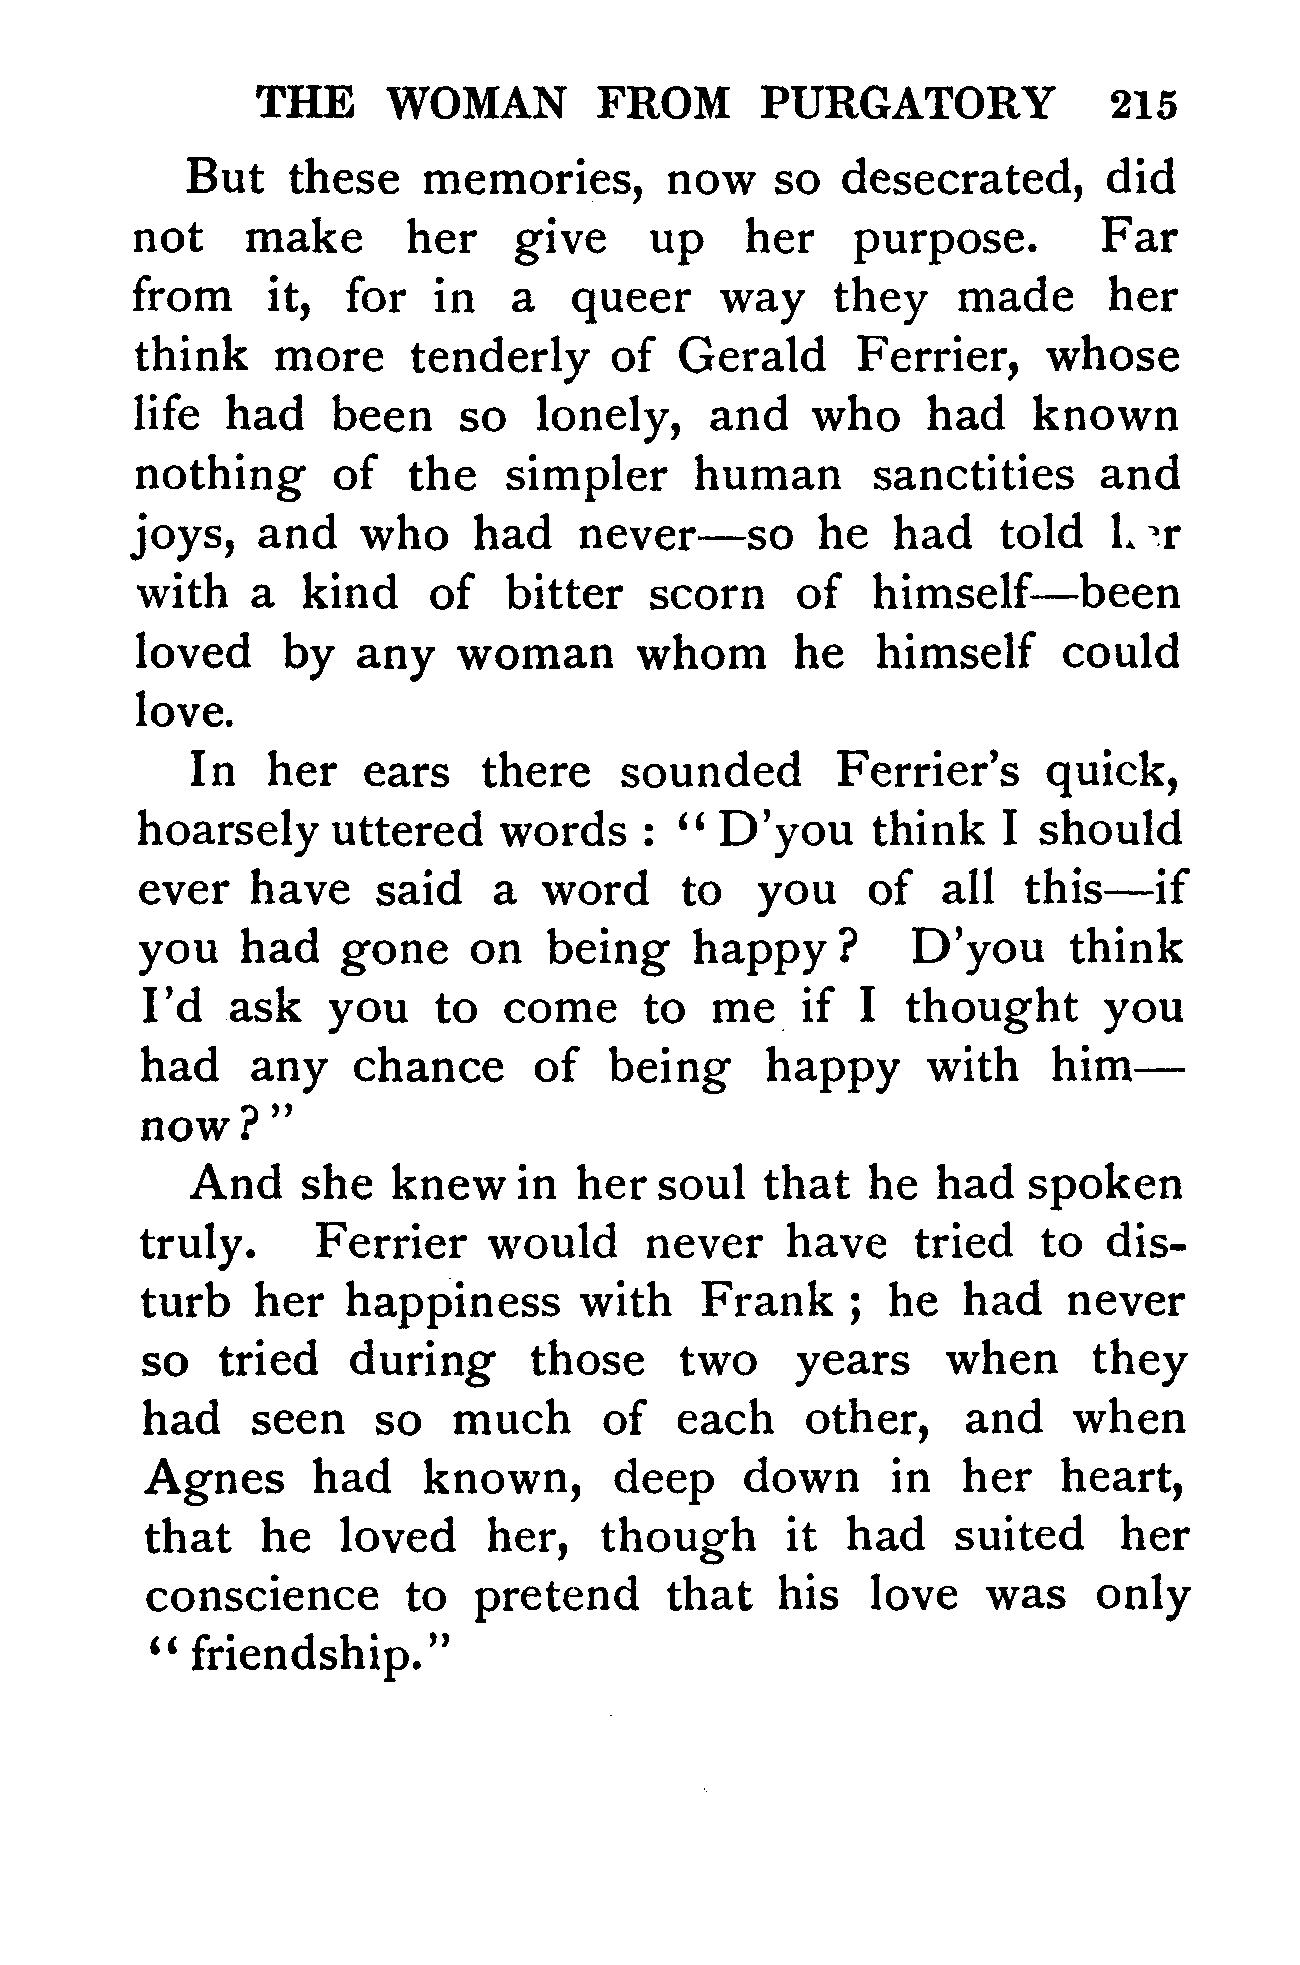 THE WOMAN FROM PURGATORY 215
But these memories, now so desecrated, did
not make her give up her purpose. Far
from it, for in a queer way they made her
think more tenderly of Gerald Ferrier, whose
life had been so lonely, and who had known
nothing of the simpler human sanctities and
joys, and who had never—so he had told her
with a kind of bitter scorn of himself—been
loved by any woman whom he himself could
love.
In her ears there sounded Ferrier's quick,
hoarsely uttered words : “ D'you think I should
ever have said a word to you of all this—if
you had gone on being happy ? D'you think
I'd ask you to come to me if I thought you
had any chance of being happy with him—
now ? ”
And she knew in her soul that he had spoken
truly. Ferrier would never have tried to dis-
turb her happiness with Frank ; he had never
so tried during those two years when they
had seen so much of each other, and when
Agnes had known, deep down in her heart,
that he loved her, though it had suited her
conscience to pretend that his love was only
“ friendship.”